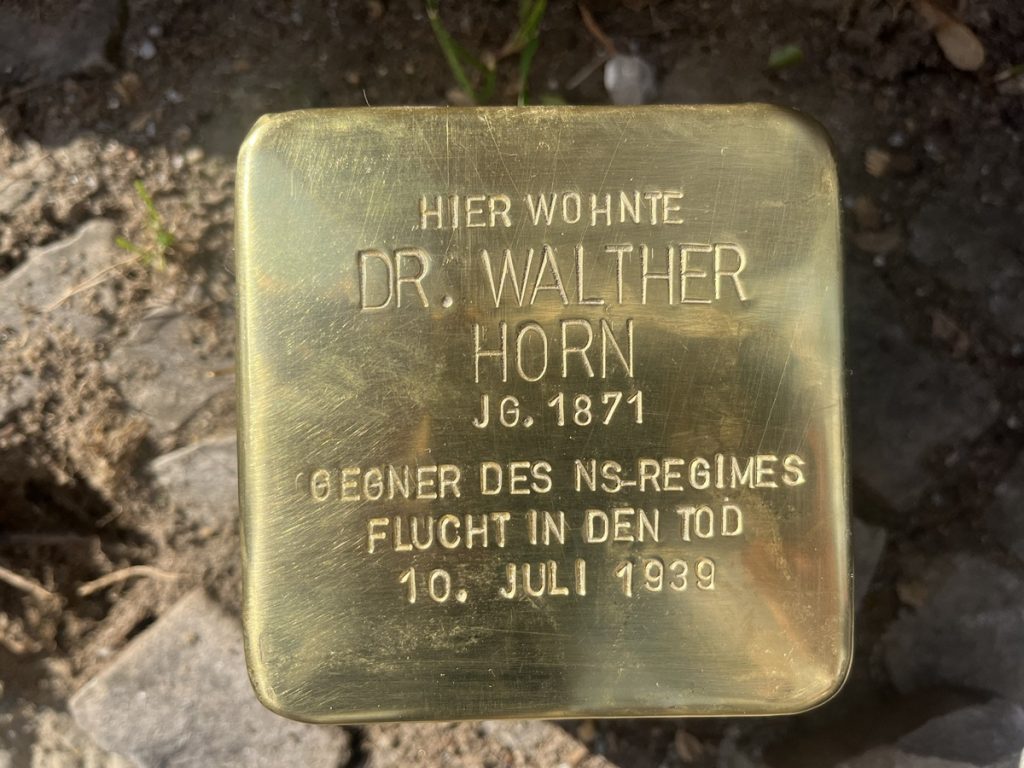 HIER WOHNTE
DR. WALTHER
HORN
JG. 1871
GEGNER DES NS-REGIMES
FLUCHT IN DEN TOD
10. JULI 1939